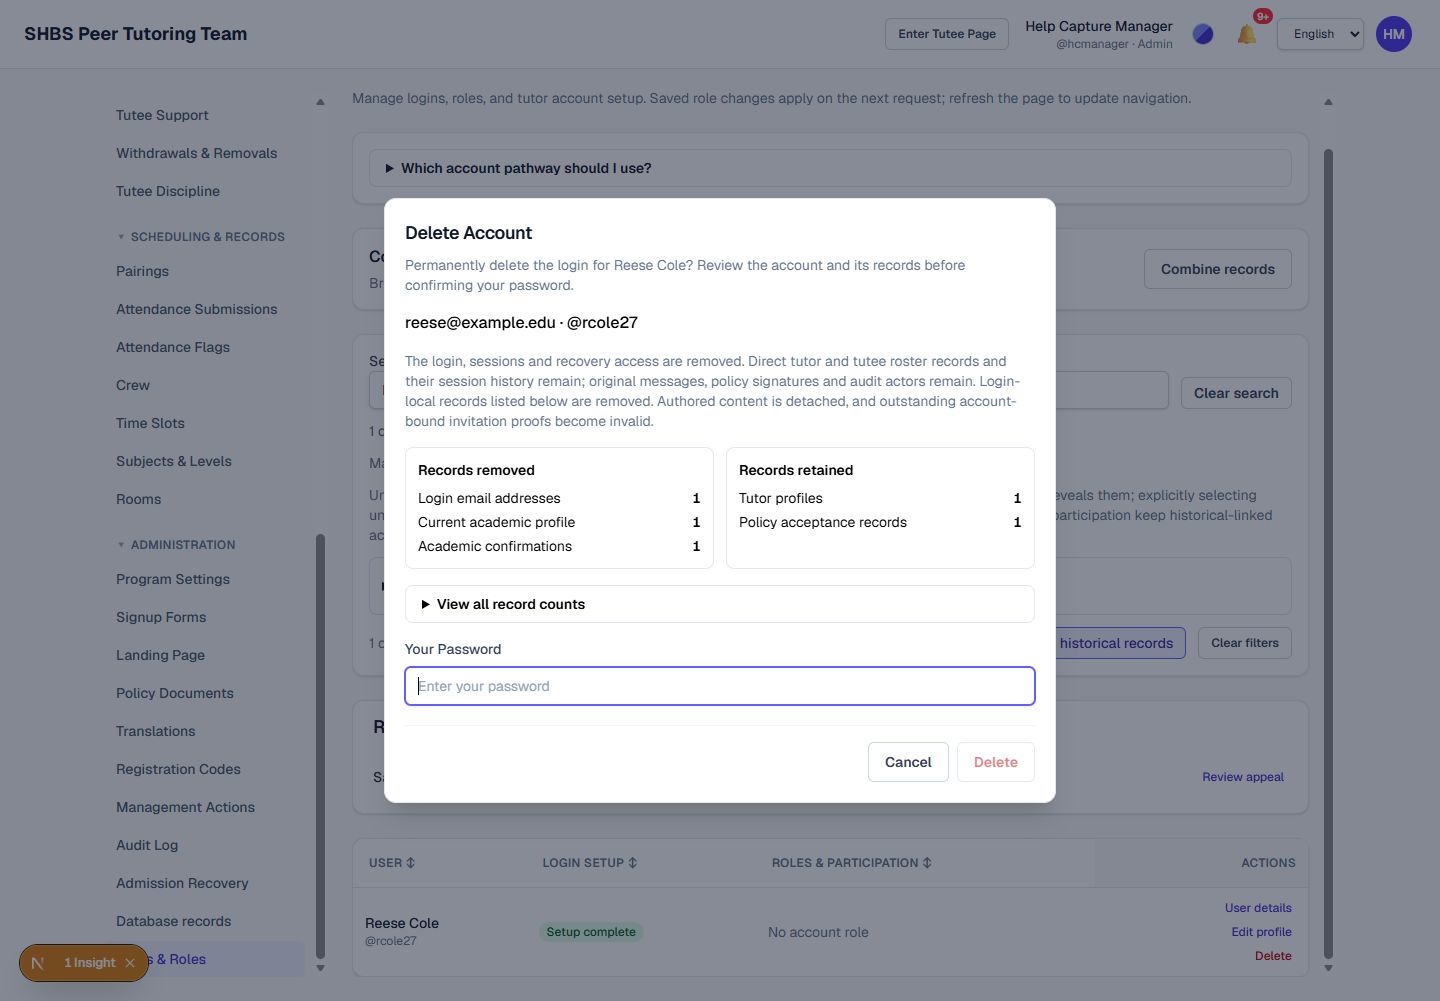 SHBS Peer Tutoring Team
Enter Tutee Page
Help Capture Manager
@hcmanager · Admin
9+
English
HM
Tutee Support
Withdrawals & Removals
Tutee Discipline
SCHEDULING & RECORDS
Pairings
Attendance Submissions
Attendance Flags
Crew
Time Slots
Subjects & Levels
Rooms
ADMINISTRATION
Program Settings
Signup Forms
Landing Page
Policy Documents
Translations
Registration Codes
Management Actions
Audit Log
Admission Recovery
Database records
s & Roles
1 Insight
Manage logins, roles, and tutor account setup. Saved role changes apply on the next request; refresh the page to update navigation.
Which account pathway should I use?
Combine records
Clear search
eveals them; explicitly selecting
participation keep historical-linked
historical records
Clear filters
Review appeal
Delete Account
Permanently delete the login for Reese Cole? Review the account and its records before
confirming your password.
reese@example.edu · @rcole27
The login, sessions and recovery access are removed. Direct tutor and tutee roster records and
their session history remain; original messages, policy signatures and audit actors remain. Login-
local records listed below are removed. Authored content is detached, and outstanding account-
bound invitation proofs become invalid.
Records removed
Login email addresses 1
Current academic profile 1
Academic confirmations 1
Records retained
Tutor profiles 1
Policy acceptance records 1
View all record counts
Your Password
Enter your password
Cancel
Delete
USER
LOGIN SETUP
ROLES & PARTICIPATION
ACTIONS
Reese Cole
@rcole27
Setup complete
No account role
User details
Edit profile
Delete